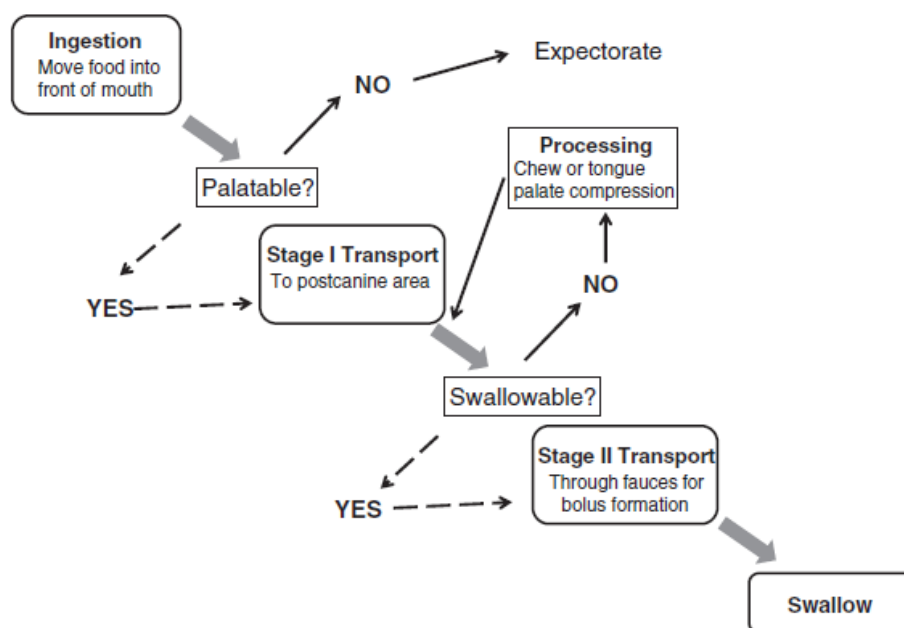 Ingestion
Move food into
front of mouth
NO
Expectorate
Palatable?
Processing
Chew or tongue
palate compression
YES
Stage I Transport
To postcanine area
NO
Swallowable?
YES
Stage II Transport
Through fauces for
bolus formation
Swallow